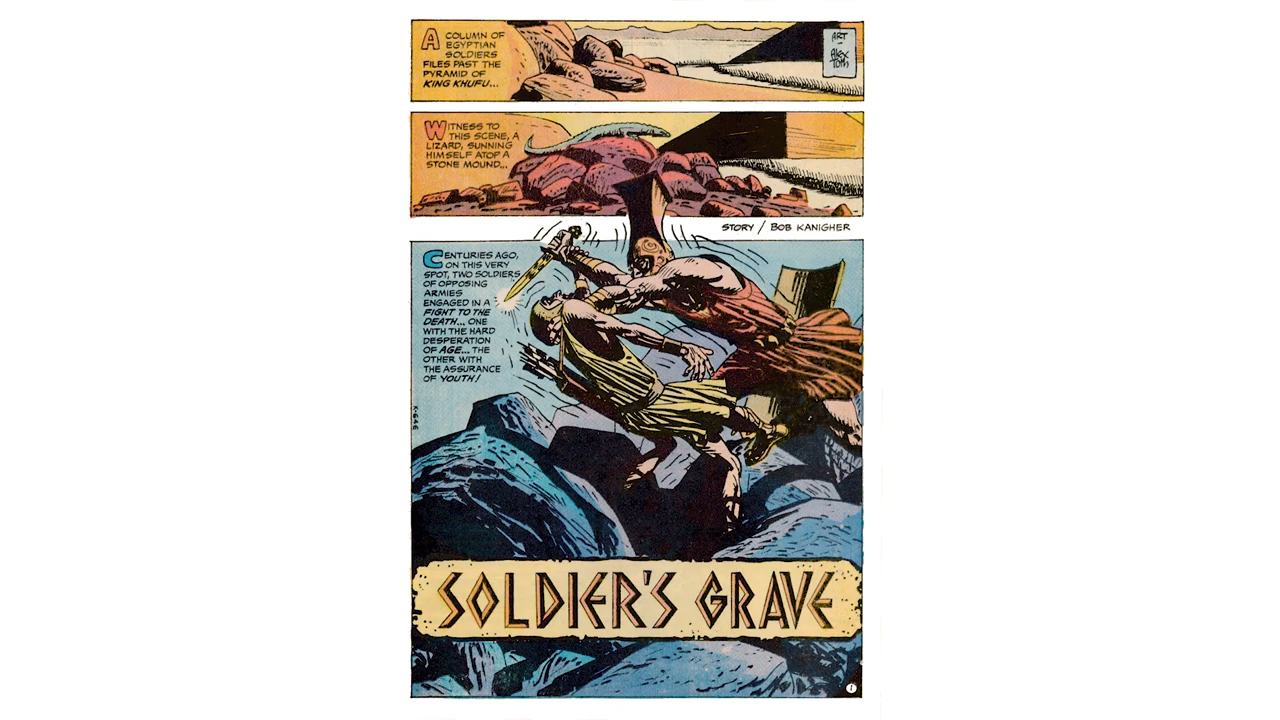 A COLUMN OF
EGYPTIAN
SOLDIERS
FILES PAST THE
PYRAMID OF
KING KHUFU...
ART
-
ALEX
TOTH
WITNESS TO
THIS SCENE, A
LIZARD, SUNNING
HIMSELF ATOP A
STONE MOUND...
STORY / BOB KANIGHER
CENTURIES AGO,
ON THIS VERY
SPOT, TWO SOLDIERS
OF OPPOSING
ARMIES
ENGAGED IN A
FIGHT TO THE
DEATH... ONE
WITH THE HARD
DESPERATION
OF AGE... THE
OTHER WITH
THE ASSURANCE
OF YOUTH!
K-646
SOLDIER'S GRAVE
1